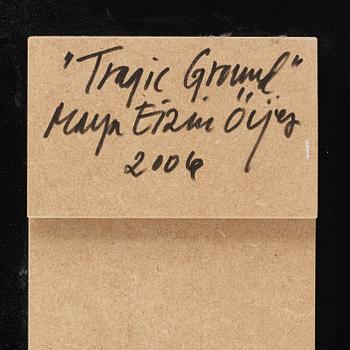 "Tragic Ground"
Maya Eizin Öijer
2006